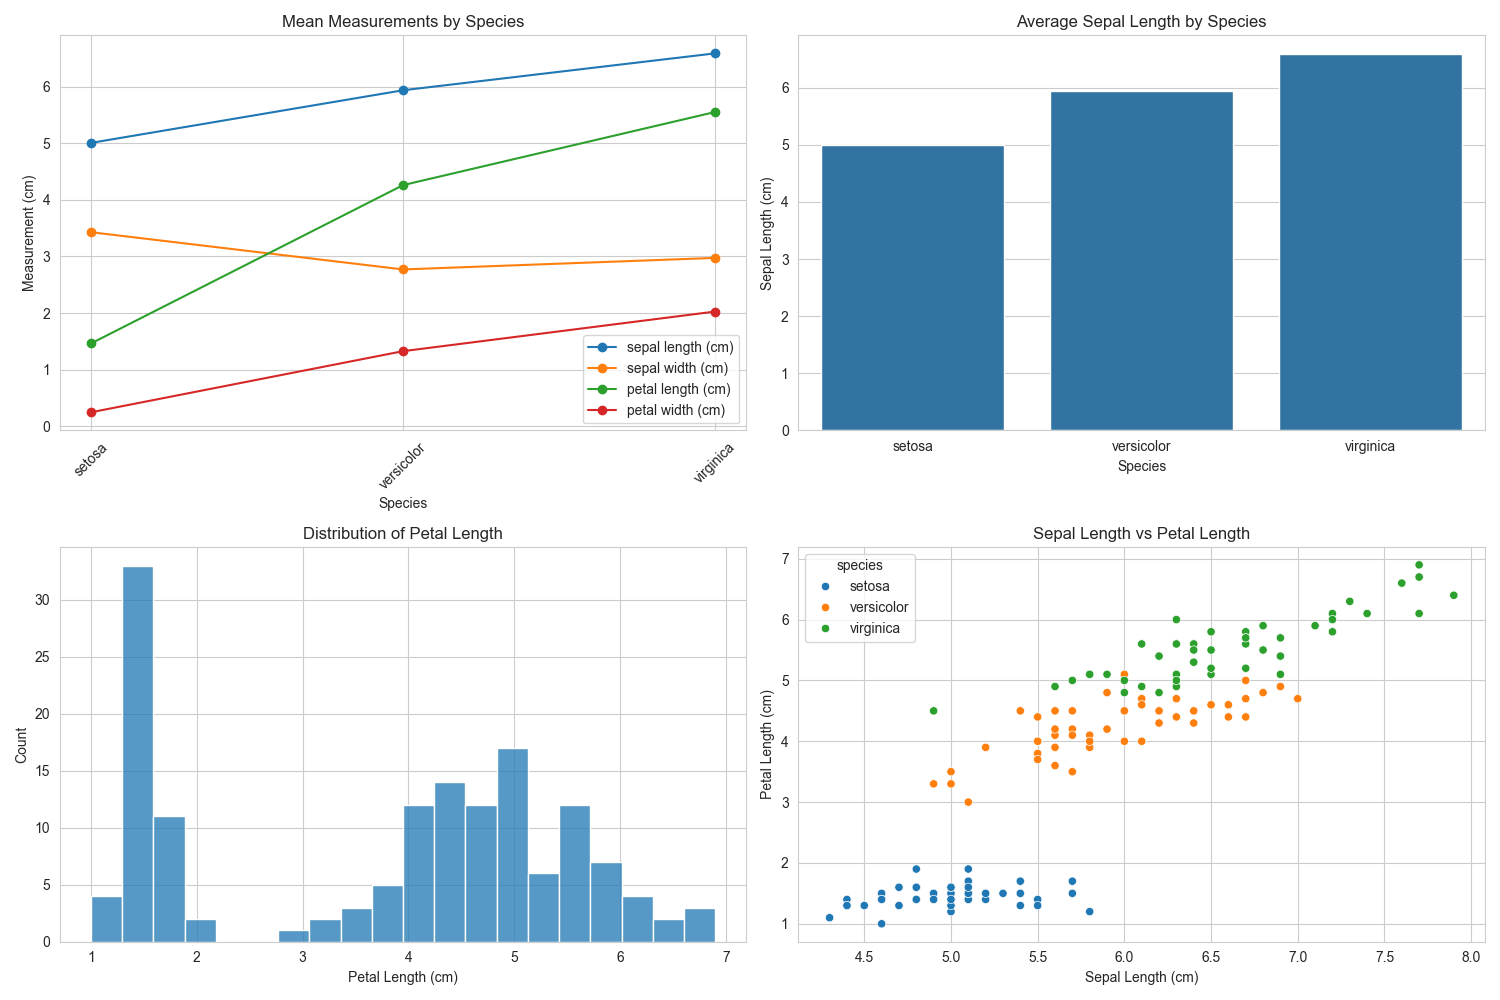 Mean Measurements by Species
Measurement (cm)
6
5
4
3
2
1
0
sepal length (cm)
sepal width (cm)
petal length (cm)
petal width (cm)
setosa
versicolor
virginica
Species
Average Sepal Length by Species
Sepal Length (cm)
6
5
4
3
2
1
0
setosa
versicolor
virginica
Species
Distribution of Petal Length
Count
30
25
20
15
10
5
0
1
2
3
4
5
6
7
Petal Length (cm)
Sepal Length vs Petal Length
species
setosa
versicolor
virginica
Petal Length (cm)
7
6
5
4
3
2
1
4.5
5.0
5.5
6.0
6.5
7.0
7.5
8.0
Sepal Length (cm)